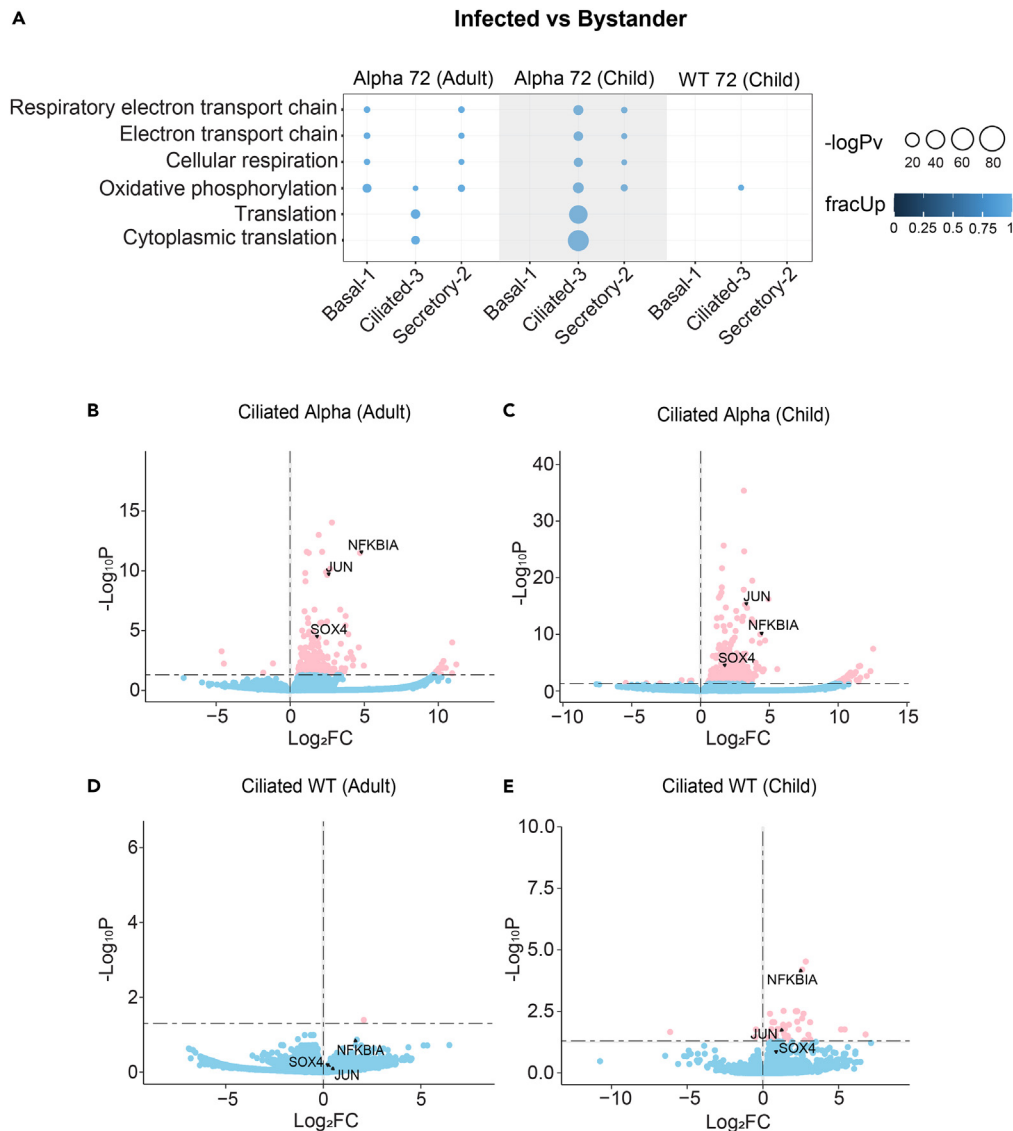 A
Infected vs Bystander
Alpha 72 (Adult) Alpha 72 (Child) WT 72 (Child)
Respiratory electron transport chain
Electron transport chain
Cellular respiration
Oxidative phosphorylation
Translation
Cytoplasmic translation
Basal-1 Ciliated-3 Secretory-2 Basal-1 Ciliated-3 Secretory-2 Basal-1 Ciliated-3 Secretory-2
-logPv
20 40 60 80
fracUp
0 0.25 0.5 0.75 1
B
Ciliated Alpha (Adult)
-Log₁₀P
15
10
5
0
NFKBIA
JUN
SOX4
-5 0 5 10
Log₂FC
C
Ciliated Alpha (Child)
-Log₁₀P
40
30
20
10
0
JUN
NFKBIA
SOX4
-10 -5 0 5 10 15
Log₂FC
D
Ciliated WT (Adult)
-Log₁₀P
6
4
2
0
NFKBIA
SOX4
JUN
-5 0 5
Log₂FC
E
Ciliated WT (Child)
-Log₁₀P
10.0
7.5
5.0
2.5
0.0
NFKBIA
JUN
SOX4
-10 -5 0 5
Log₂FC